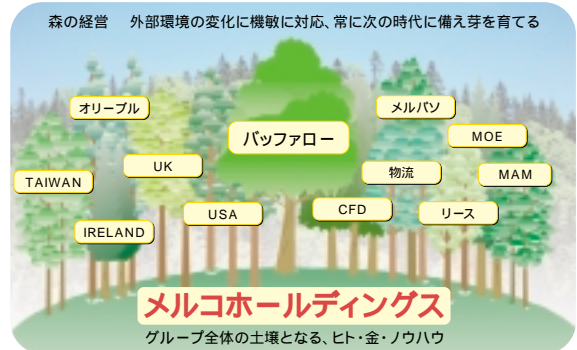 森の経営 外部環境の変化に機敏に対応、常に次の時代に備え芽を育てる
オリーブル
メルバソ
バッファロー
MOE
UK
物流
TAIWAN
MAM
USA
CFD
リース
IRELAND
メルコホールディングス
グループ全体の土壌となる、ヒト・金・ノウハウ